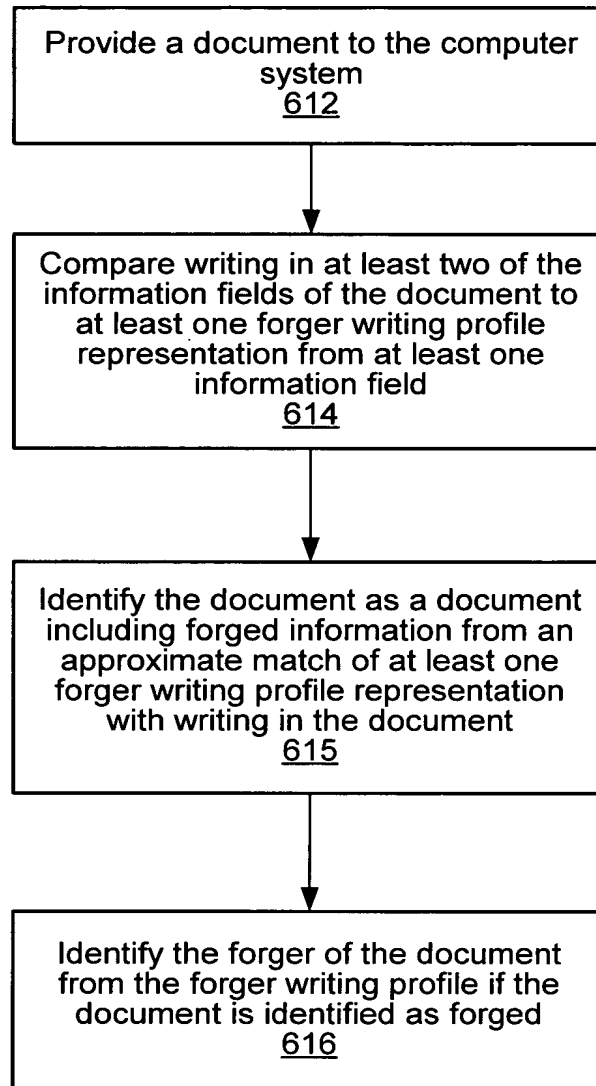 Provide a document to the computer
system
612
Compare writing in at least two of the
information fields of the document to
at least one forger writing profile
representation from at least one
information field
614
Identify the document as a document
including forged information from an
approximate match of at least one
forger writing profile representation
with writing in the document
615
Identify the forger of the document
from the forger writing profile if the
document is identified as forged
616